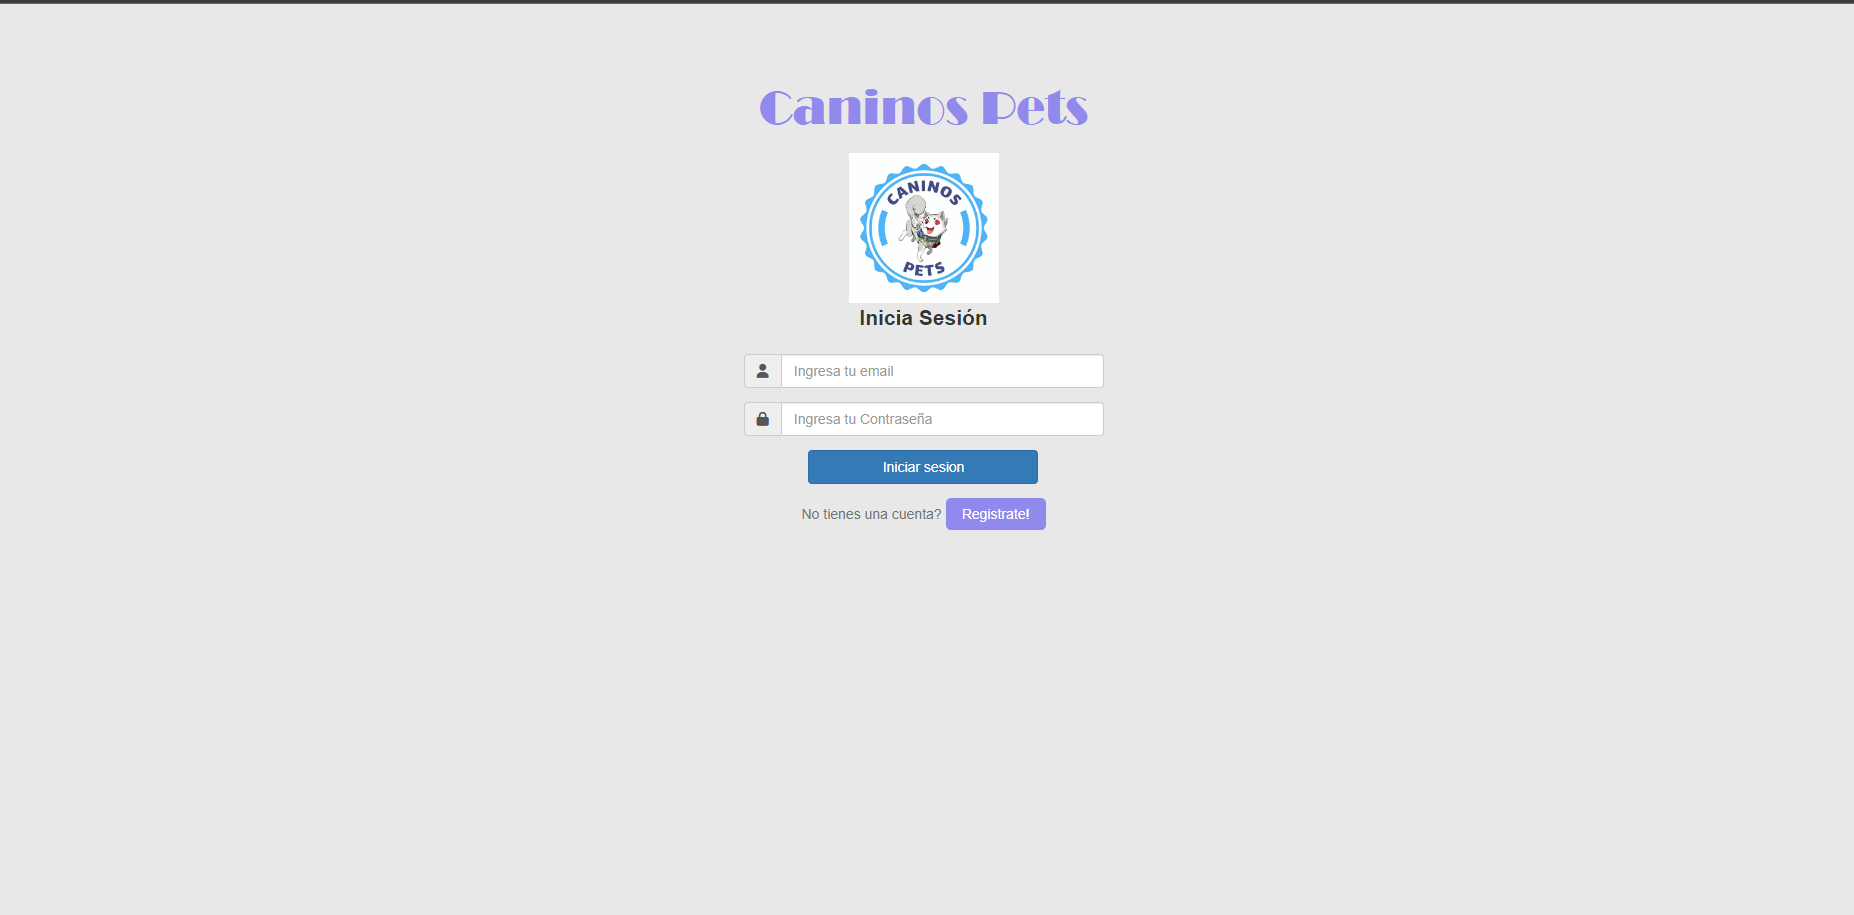 Caninos Pets
CANINOS
PETS
Inicia Sesión
Ingresa tu email
Ingresa tu Contraseña
Iniciar sesion
No tienes una cuenta? Registrate!